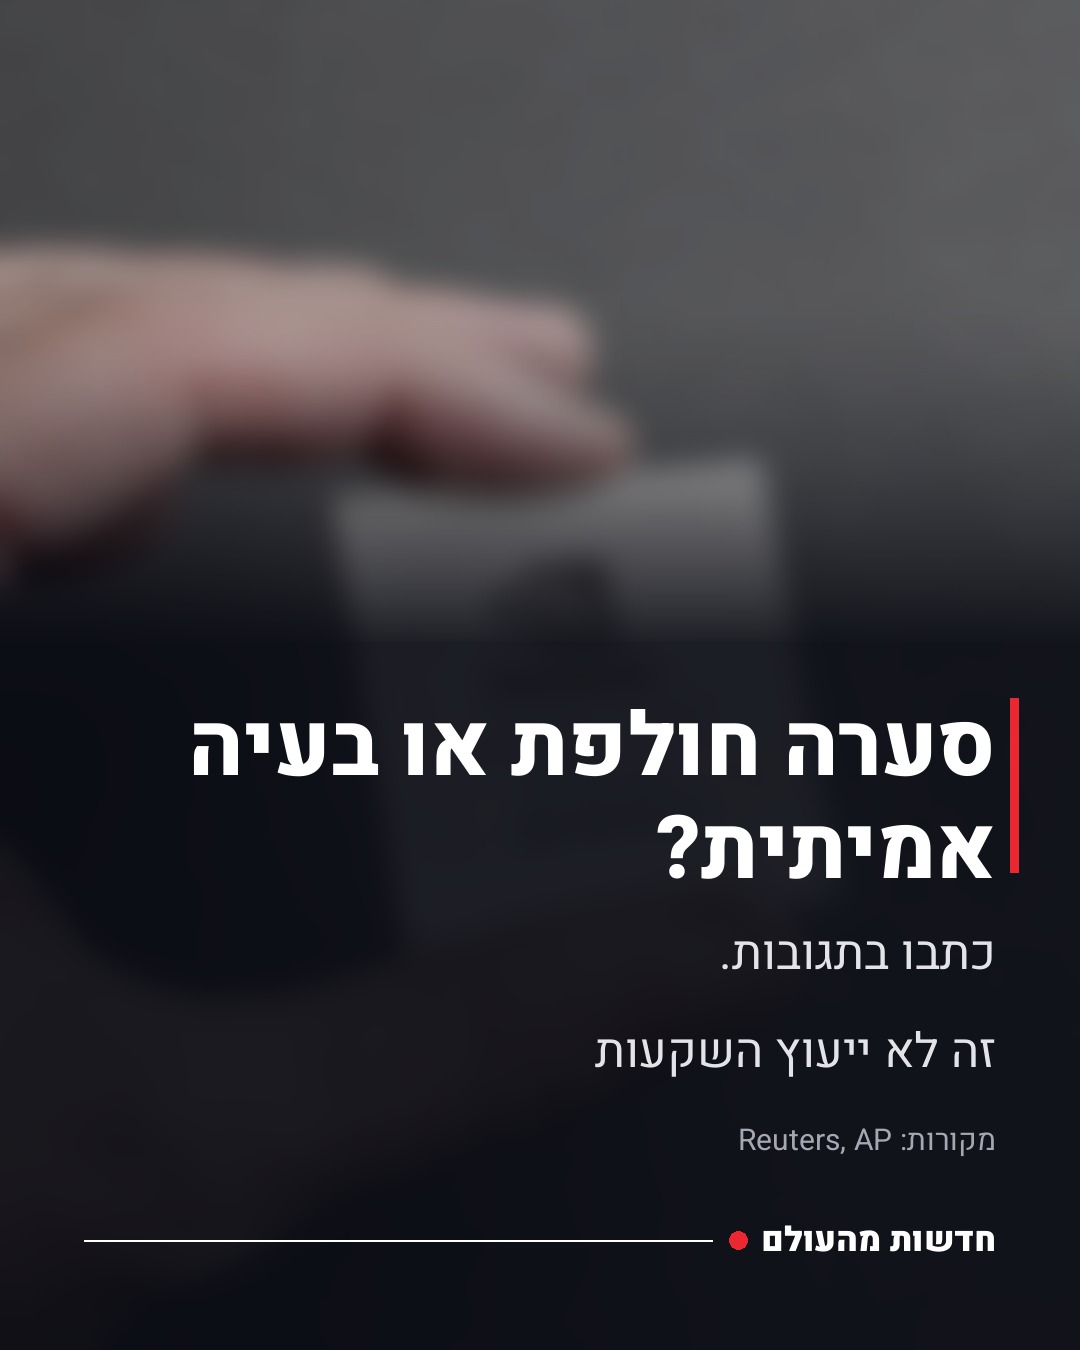 סערה חולפת או בעיה
אמיתית?
כתבו בתגובות.
זה לא ייעוץ השקעות
מקורות: Reuters, AP
חדשות מהעולם